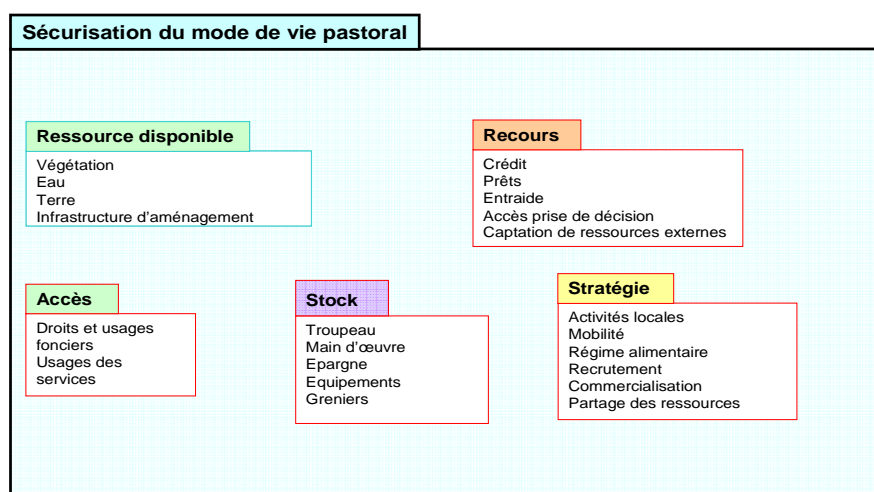 Sécurisation du mode de vie pastoral
Ressource disponible
Végétation
Eau
Terre
Infrastructure d'aménagement
Recours
Crédit
Prêts
Entraide
Accès prise de décision
Captation de ressources externes
Accès
Droits et usages
fonciers
Usages des
services
Stock
Troupeau
Main d'œuvre
Epargne
Equipements
Greniers
Stratégie
Activités locales
Mobilité
Régime alimentaire
Recrutement
Commercialisation
Partage des ressources